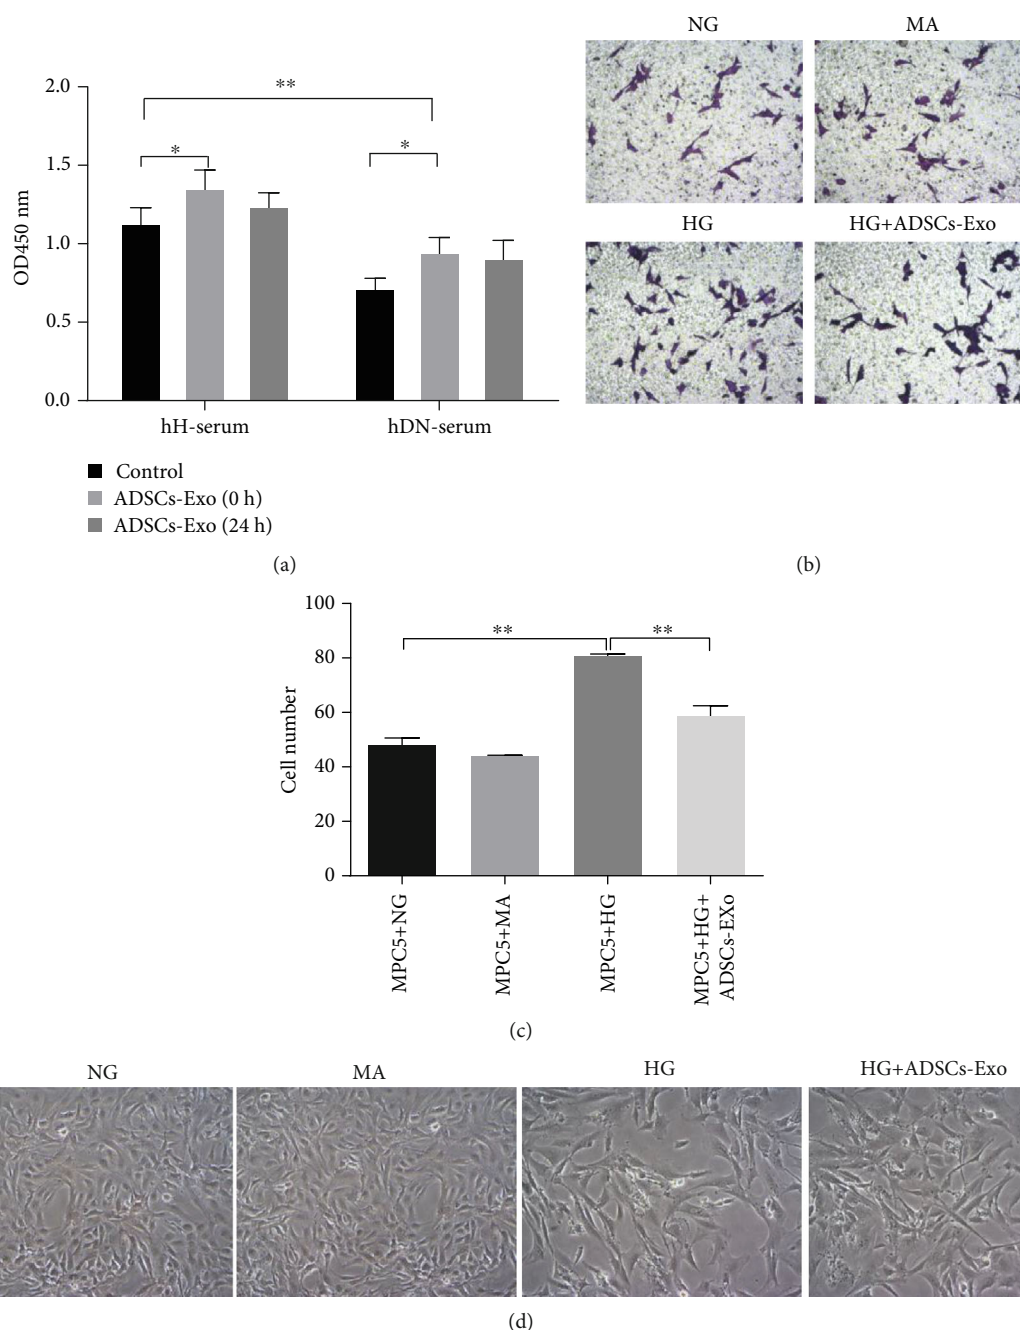 2.0
1.5
1.0
0.5
0.0
OD450 nm
**
*
*
hH-serum
hDN-serum
Control
ADSCs-Exo (0 h)
ADSCs-Exo (24 h)
(a)
NG
MA
HG
HG+ADSCs-Exo
(b)
100
80
60
40
20
0
Cell number
**
**
MPC5+NG
MPC5+MA
MPC5+HG
MPC5+HG+
ADSCs-EXo
(c)
NG
MA
HG
HG+ADSCs-Exo
(d)